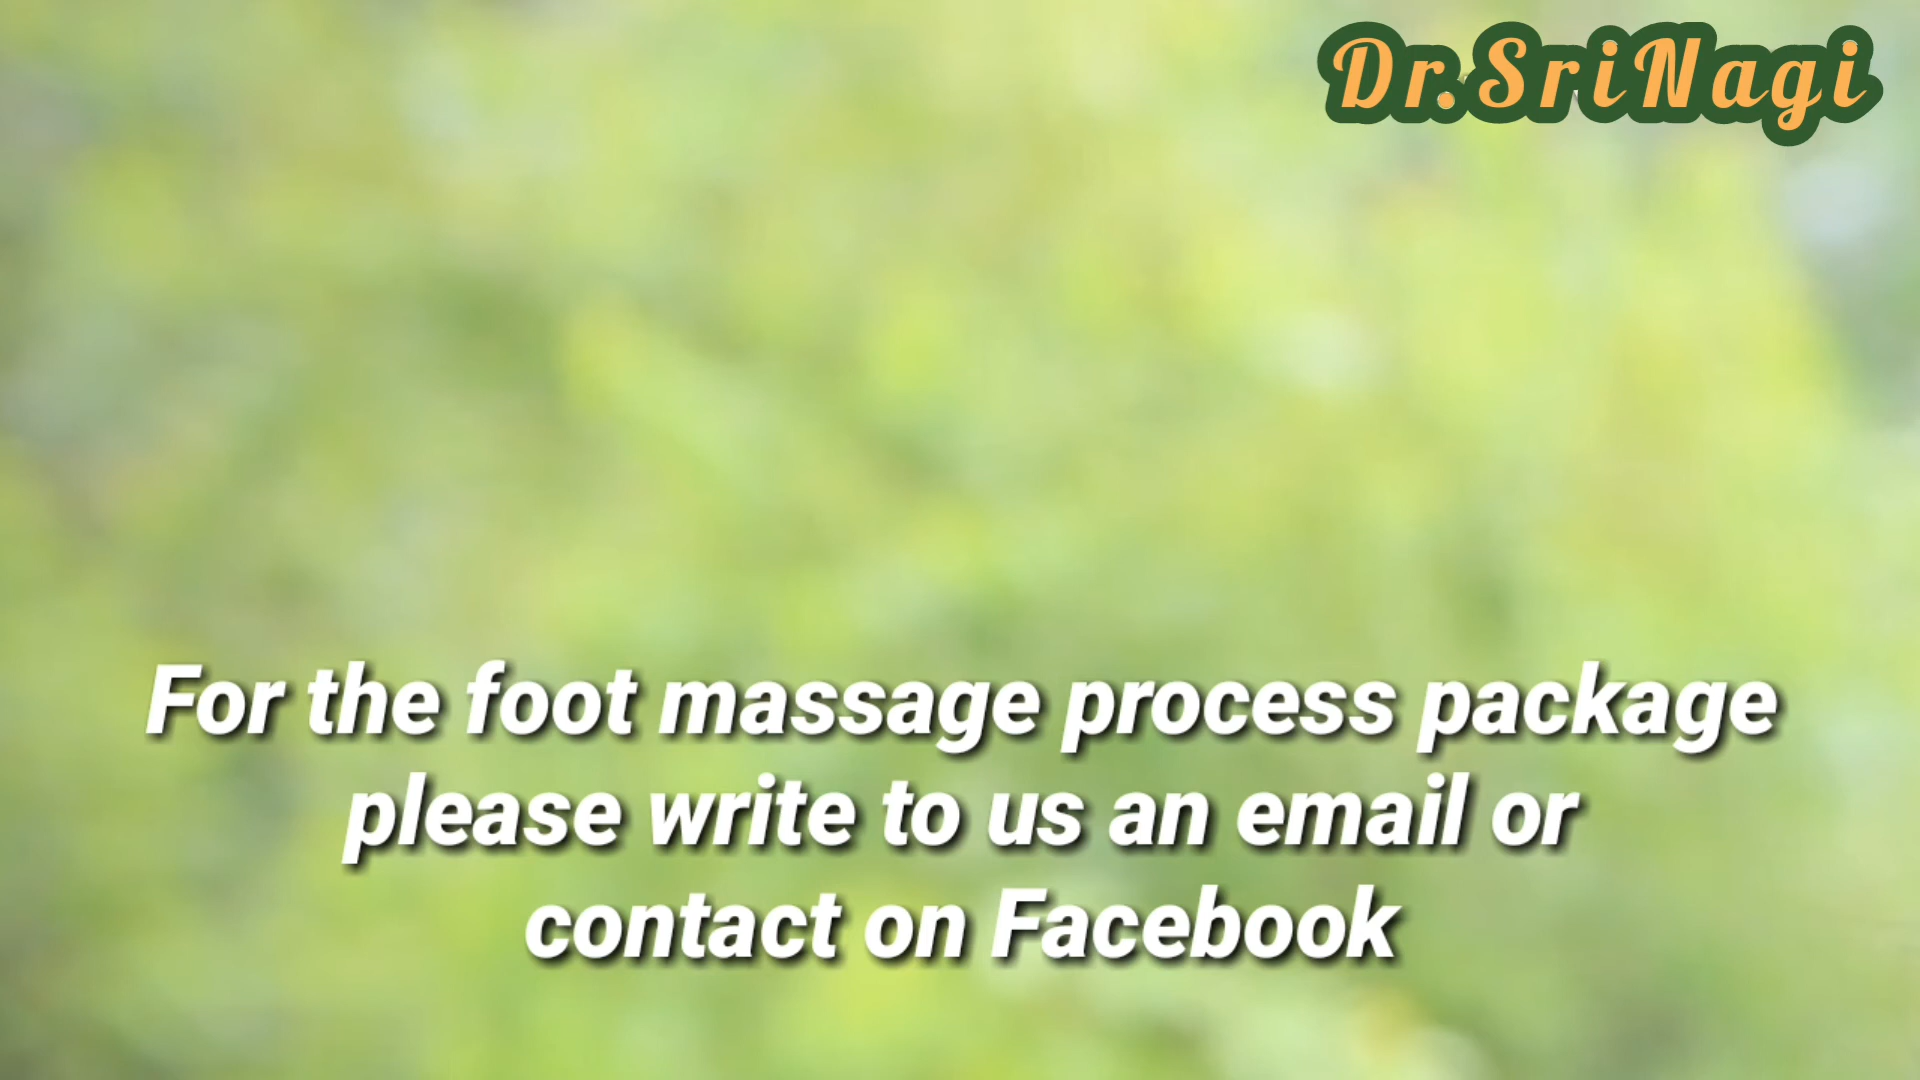 Dr.SriNagi
For the foot massage process package
please write to us an email or
contact on Facebook